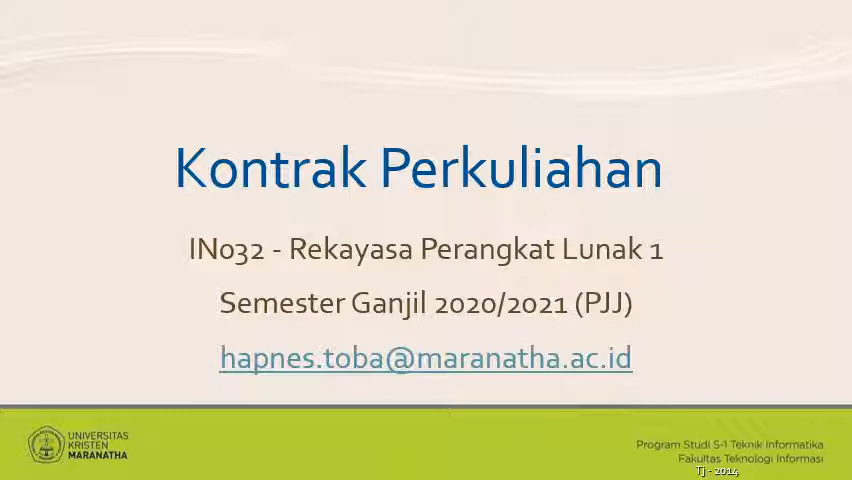 Kontrak Perkuliahan
IN032 - Rekayasa Perangkat Lunak 1
Semester Ganjil 2020/2021 (PJJ)
hapnes.toba@maranatha.ac.id
UNIVERSITAS
KRISTEN
MARANATHA
Program Studi S-1 Teknik Informatika
Fakultas Teknologi Informasi
Tj - 2014